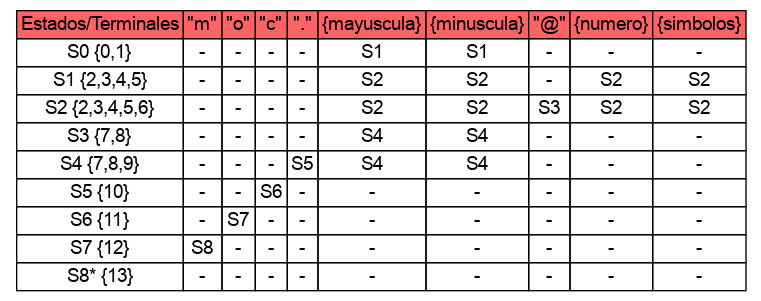 Estados/Terminales "m" "o" "c" "." {mayuscula} {minuscula} "@" {numero} {simbolos}
S0 {0,1} - - - - S1 S1 - - -
S1 {2,3,4,5} - - - - S2 S2 - S2 S2
S2 {2,3,4,5,6} - - - - S2 S2 S3 S2 S2
S3 {7,8} - - - - S4 S4 - - -
S4 {7,8,9} - - - S5 S4 S4 - - -
S5 {10} - - S6 - - - - - -
S6 {11} - S7 - - - - - - -
S7 {12} S8 - - - - - - - -
S8* {13} - - - - - - - - -